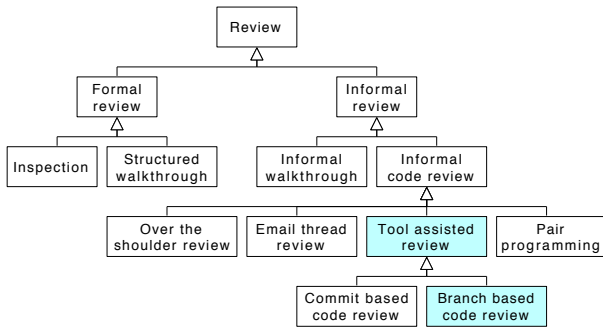 Review
Formal
review
Informal
review
Inspection
Structured
walkthrough
Informal
walkthrough
Informal
code review
Over the
shoulder review
Email thread
review
Tool assisted
review
Pair
programming
Commit based
code review
Branch based
code review